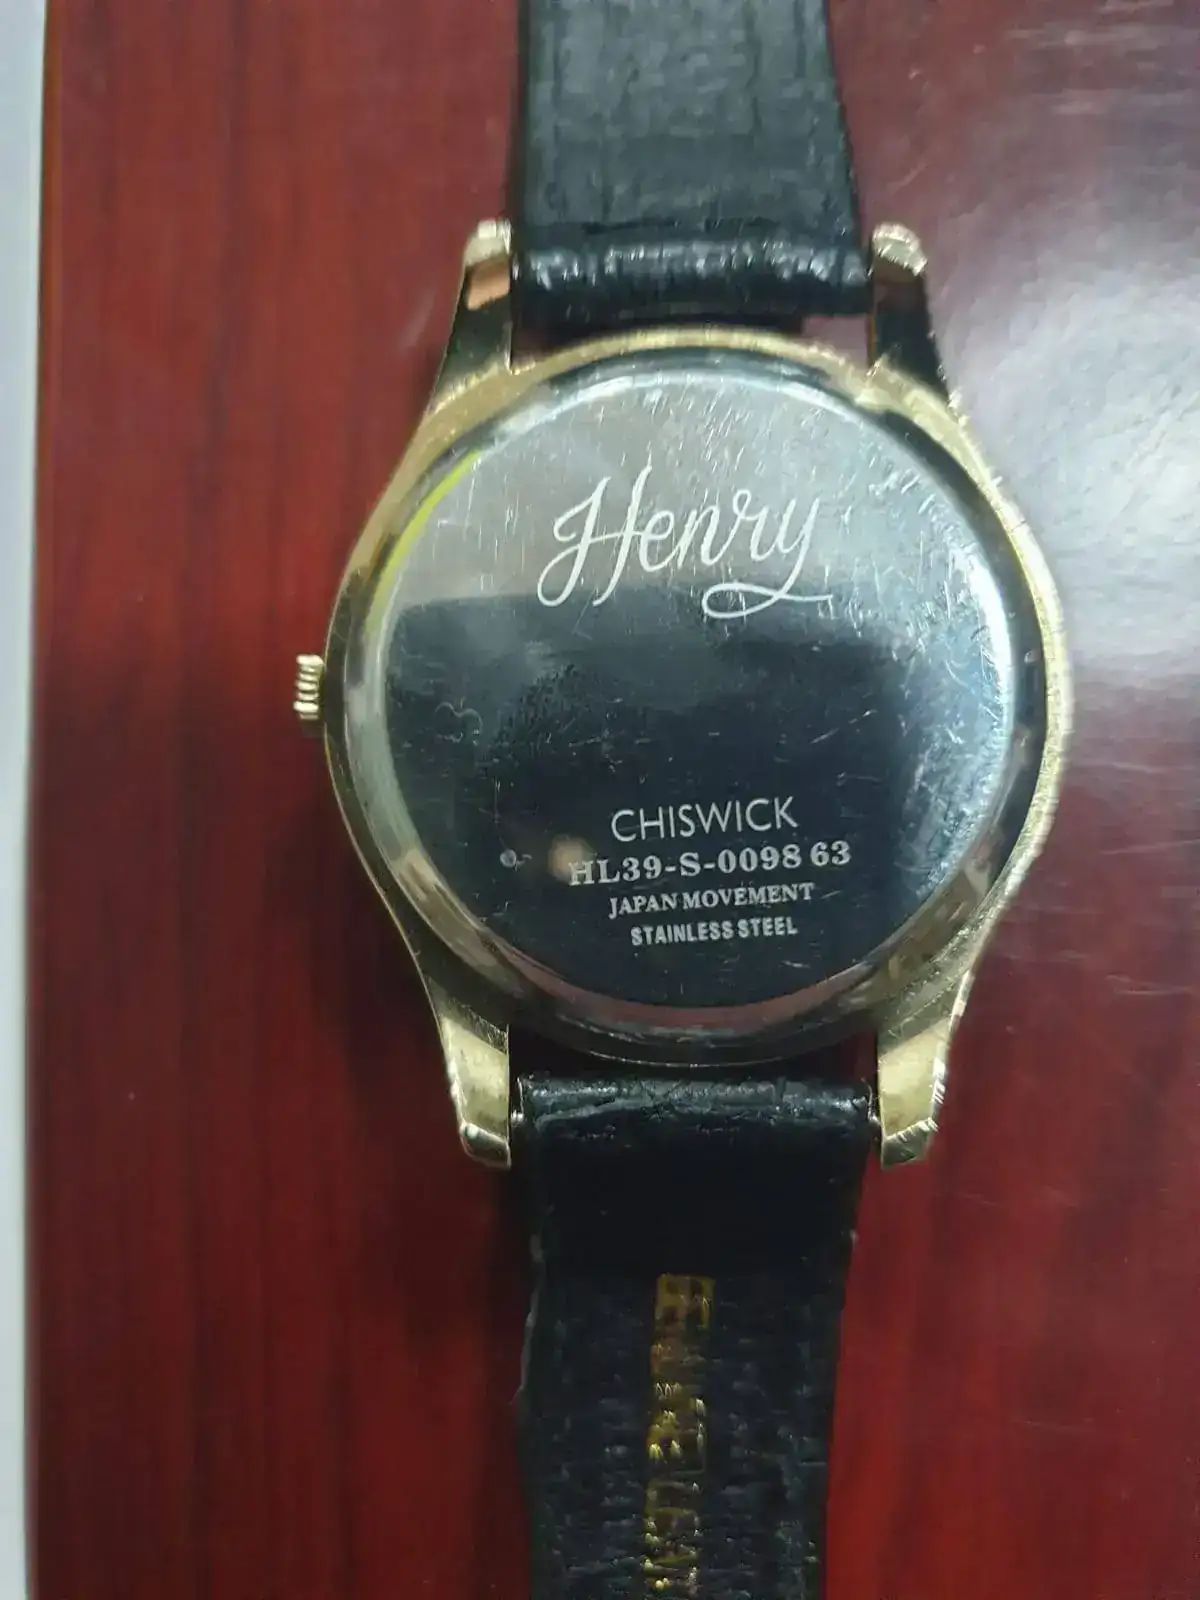 Henry
CHISWICK
HL39-S-0098 63
JAPAN MOVEMENT
STAINLESS STEEL